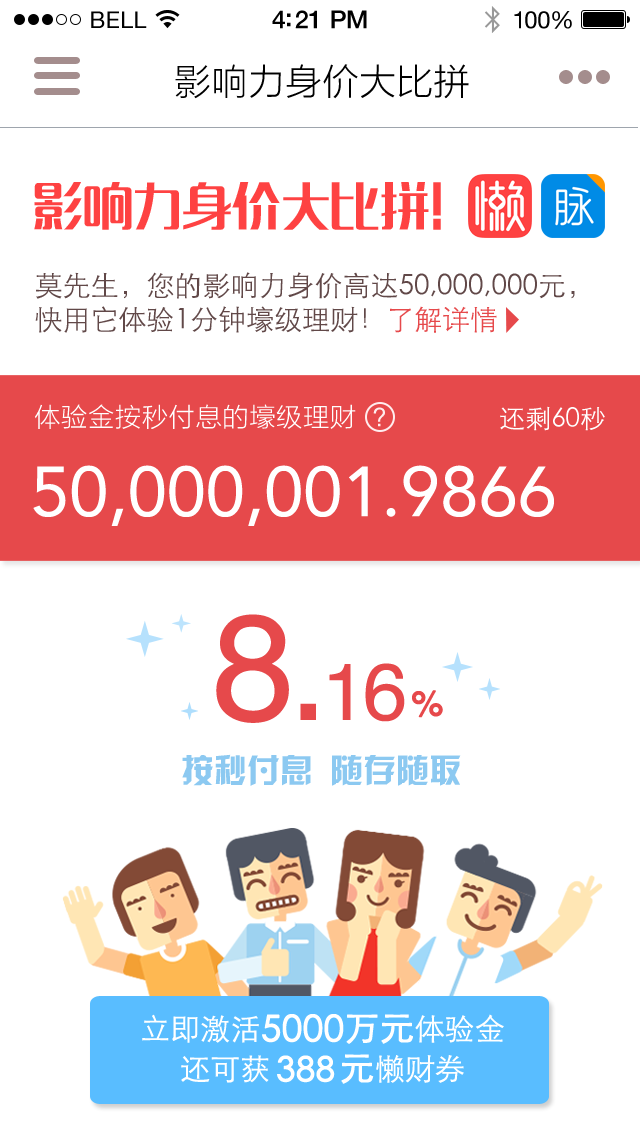 BELL 4:21 PM 100%
影响力身价大比拼
影响力身价大比拼! 懒 脉
莫先生，您的影响力身价高达50,000,000元，
快用它体验1分钟壕级理财！了解详情
体验金按秒付息的壕级理财 ? 还剩60秒
50,000,001.9866
8.16%
按秒付息 随存随取
立即激活5000万元体验金
还可获388元懒财券